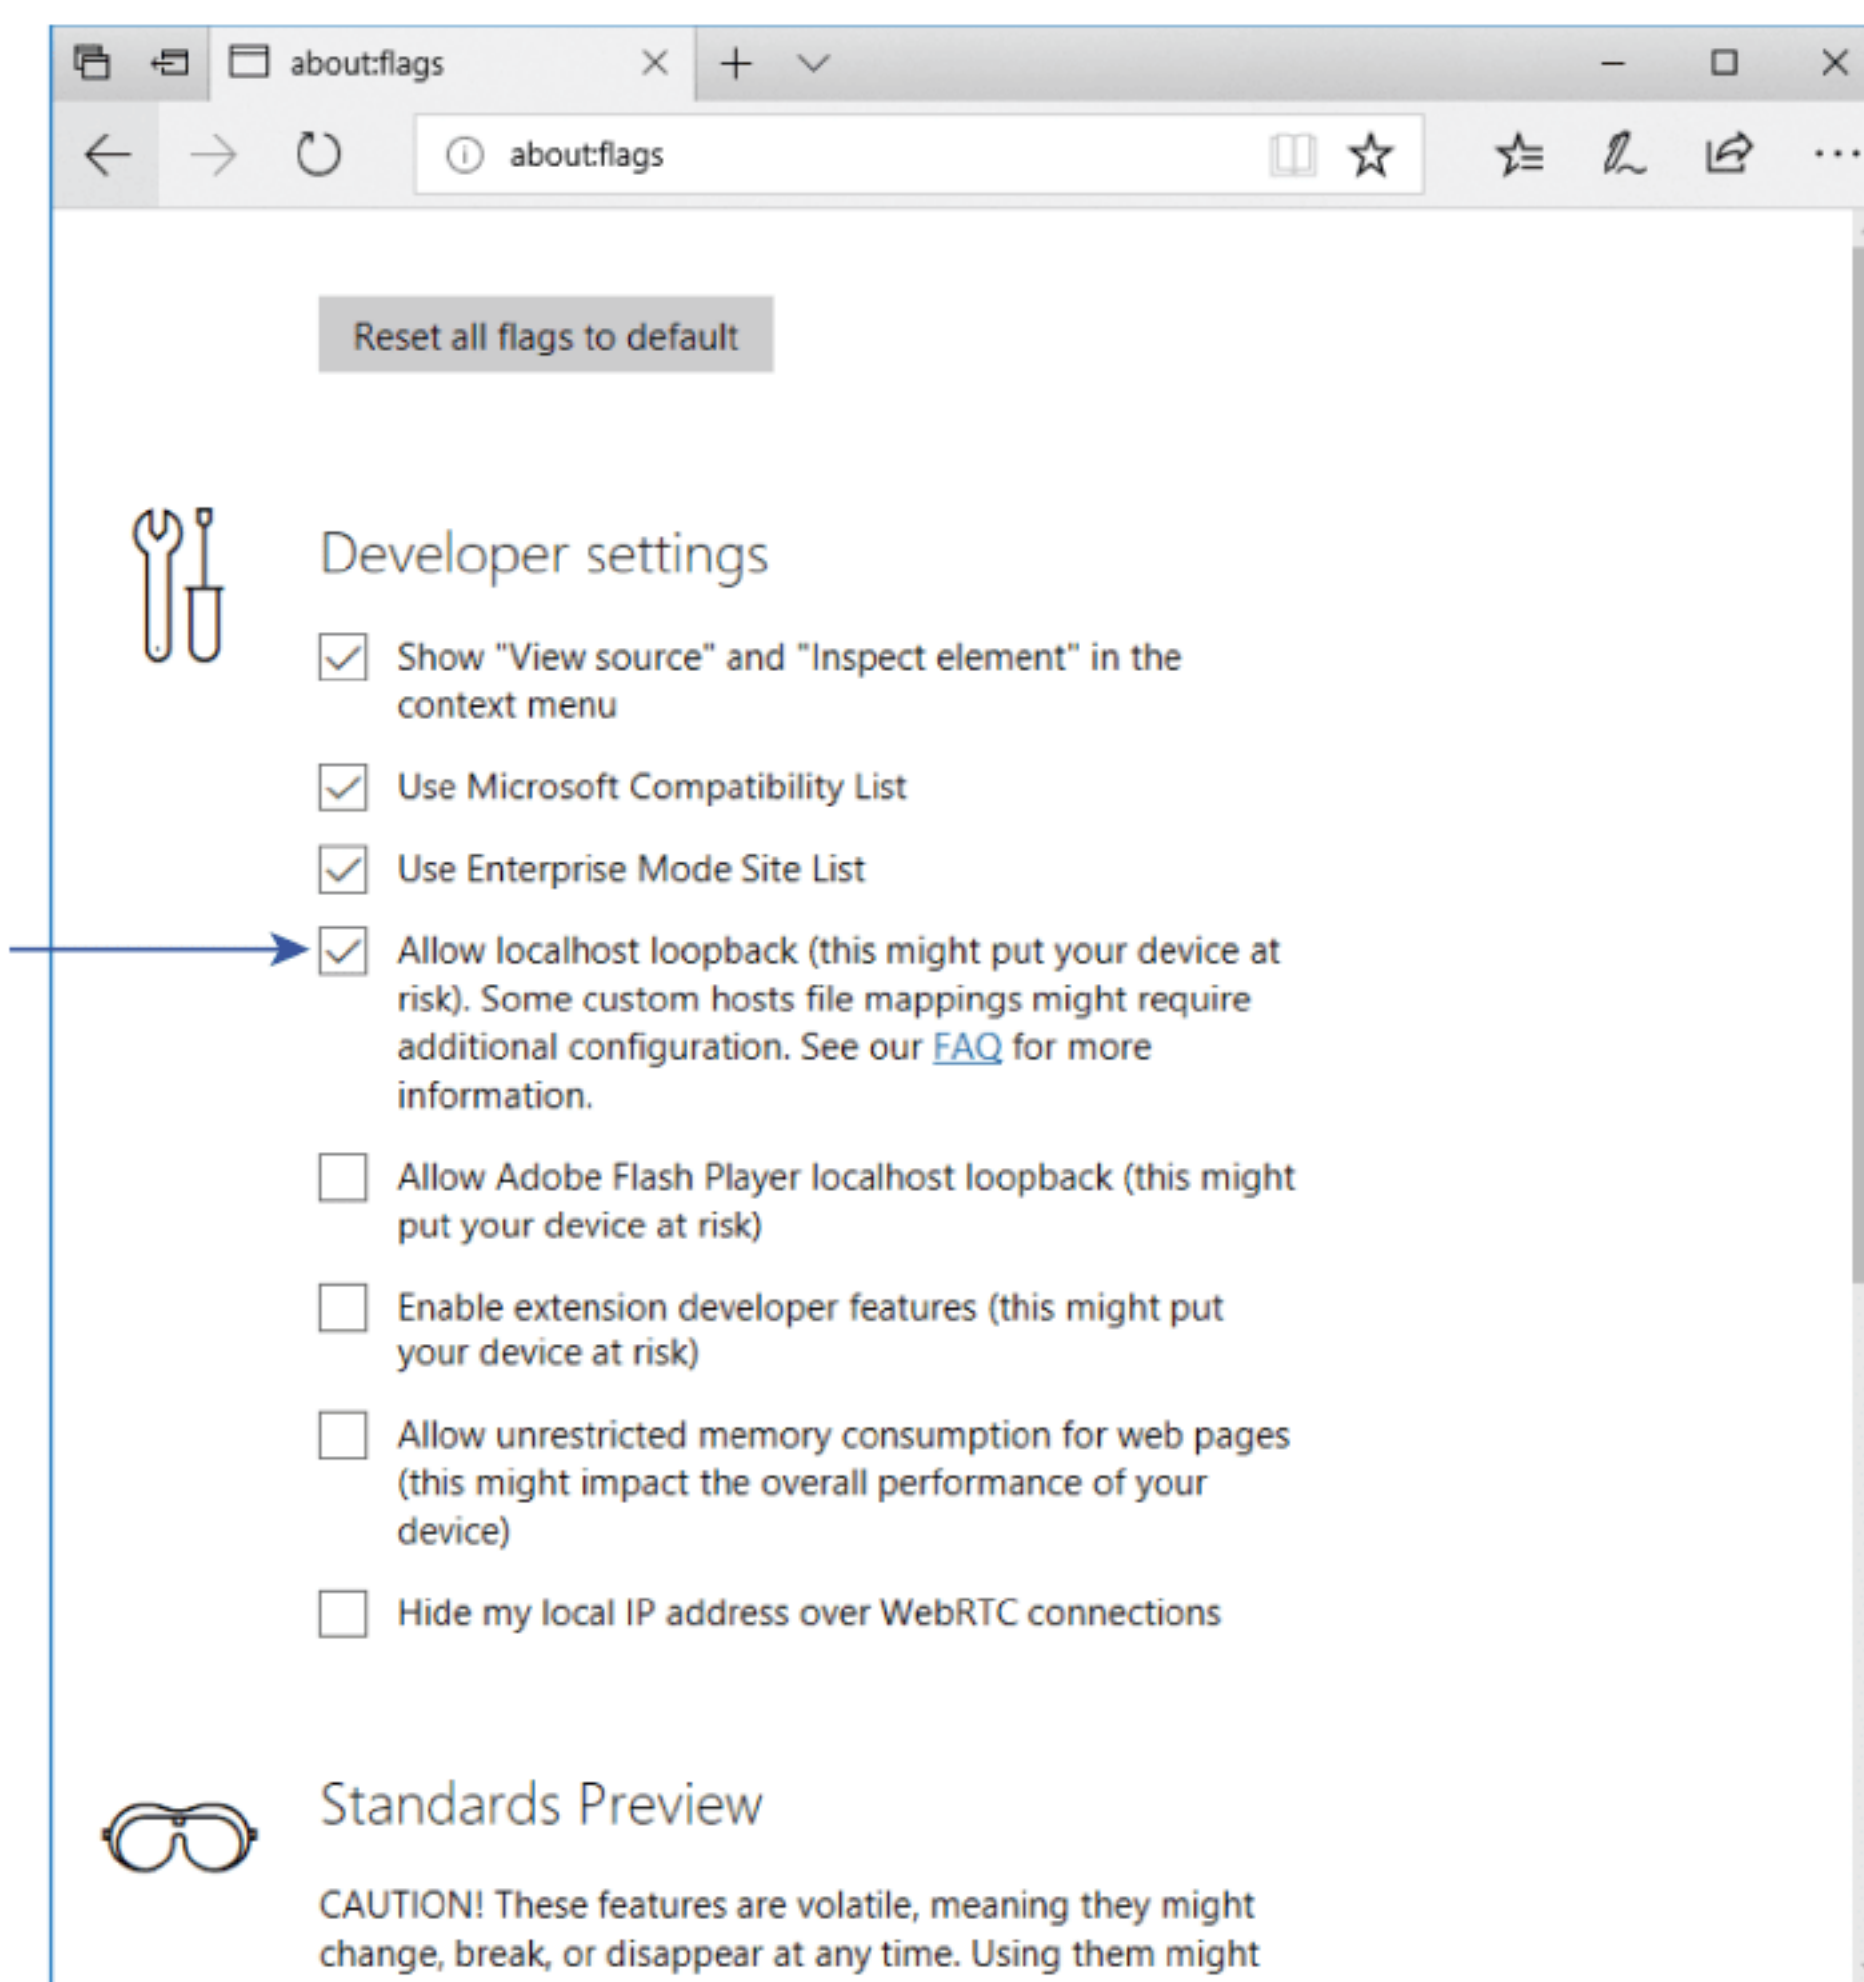 about:flags
about:flags
Reset all flags to default
Developer settings
Show "View source" and "Inspect element" in the
context menu
Use Microsoft Compatibility List
Use Enterprise Mode Site List
Allow localhost loopback (this might put your device at
risk). Some custom hosts file mappings might require
additional configuration. See our FAQ for more
information.
Allow Adobe Flash Player localhost loopback (this might
put your device at risk)
Enable extension developer features (this might put
your device at risk)
Allow unrestricted memory consumption for web pages
(this might impact the overall performance of your
device)
Hide my local IP address over WebRTC connections
Standards Preview
CAUTION! These features are volatile, meaning they might
change, break, or disappear at any time. Using them might